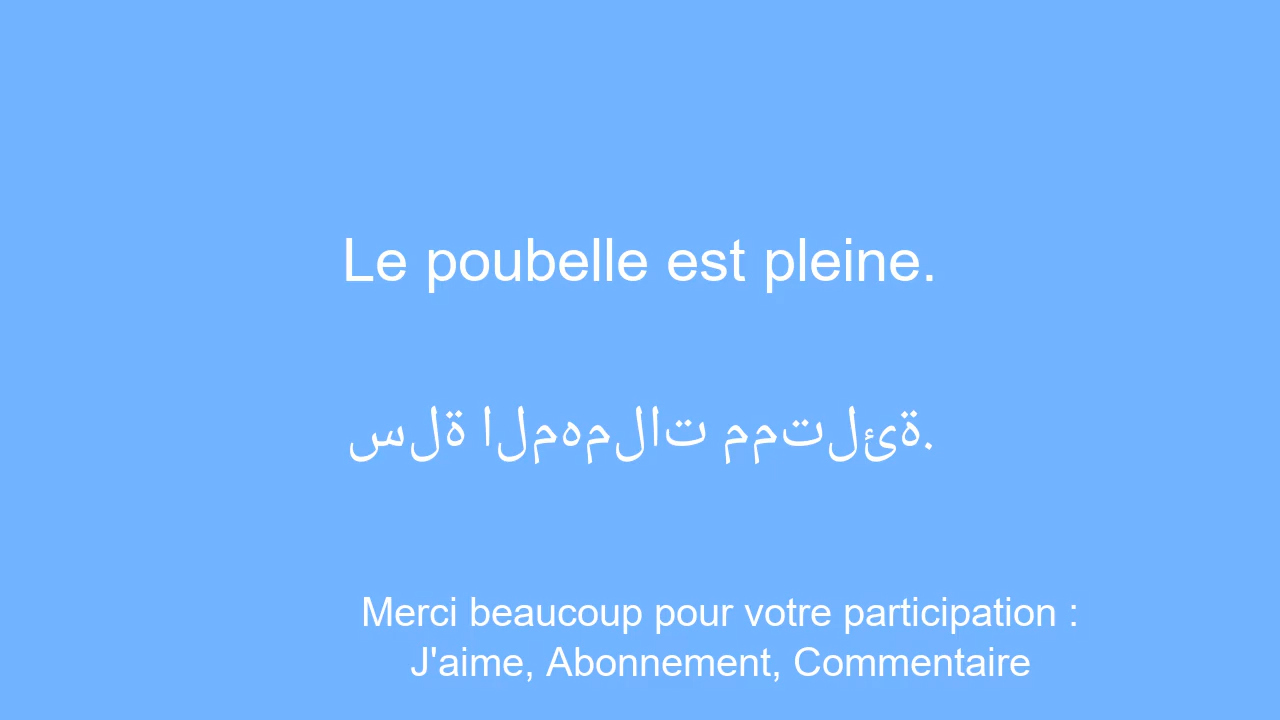 Le poubelle est pleine.
سلة المهملات ممتلئة.
Merci beaucoup pour votre participation :
J'aime, Abonnement, Commentaire